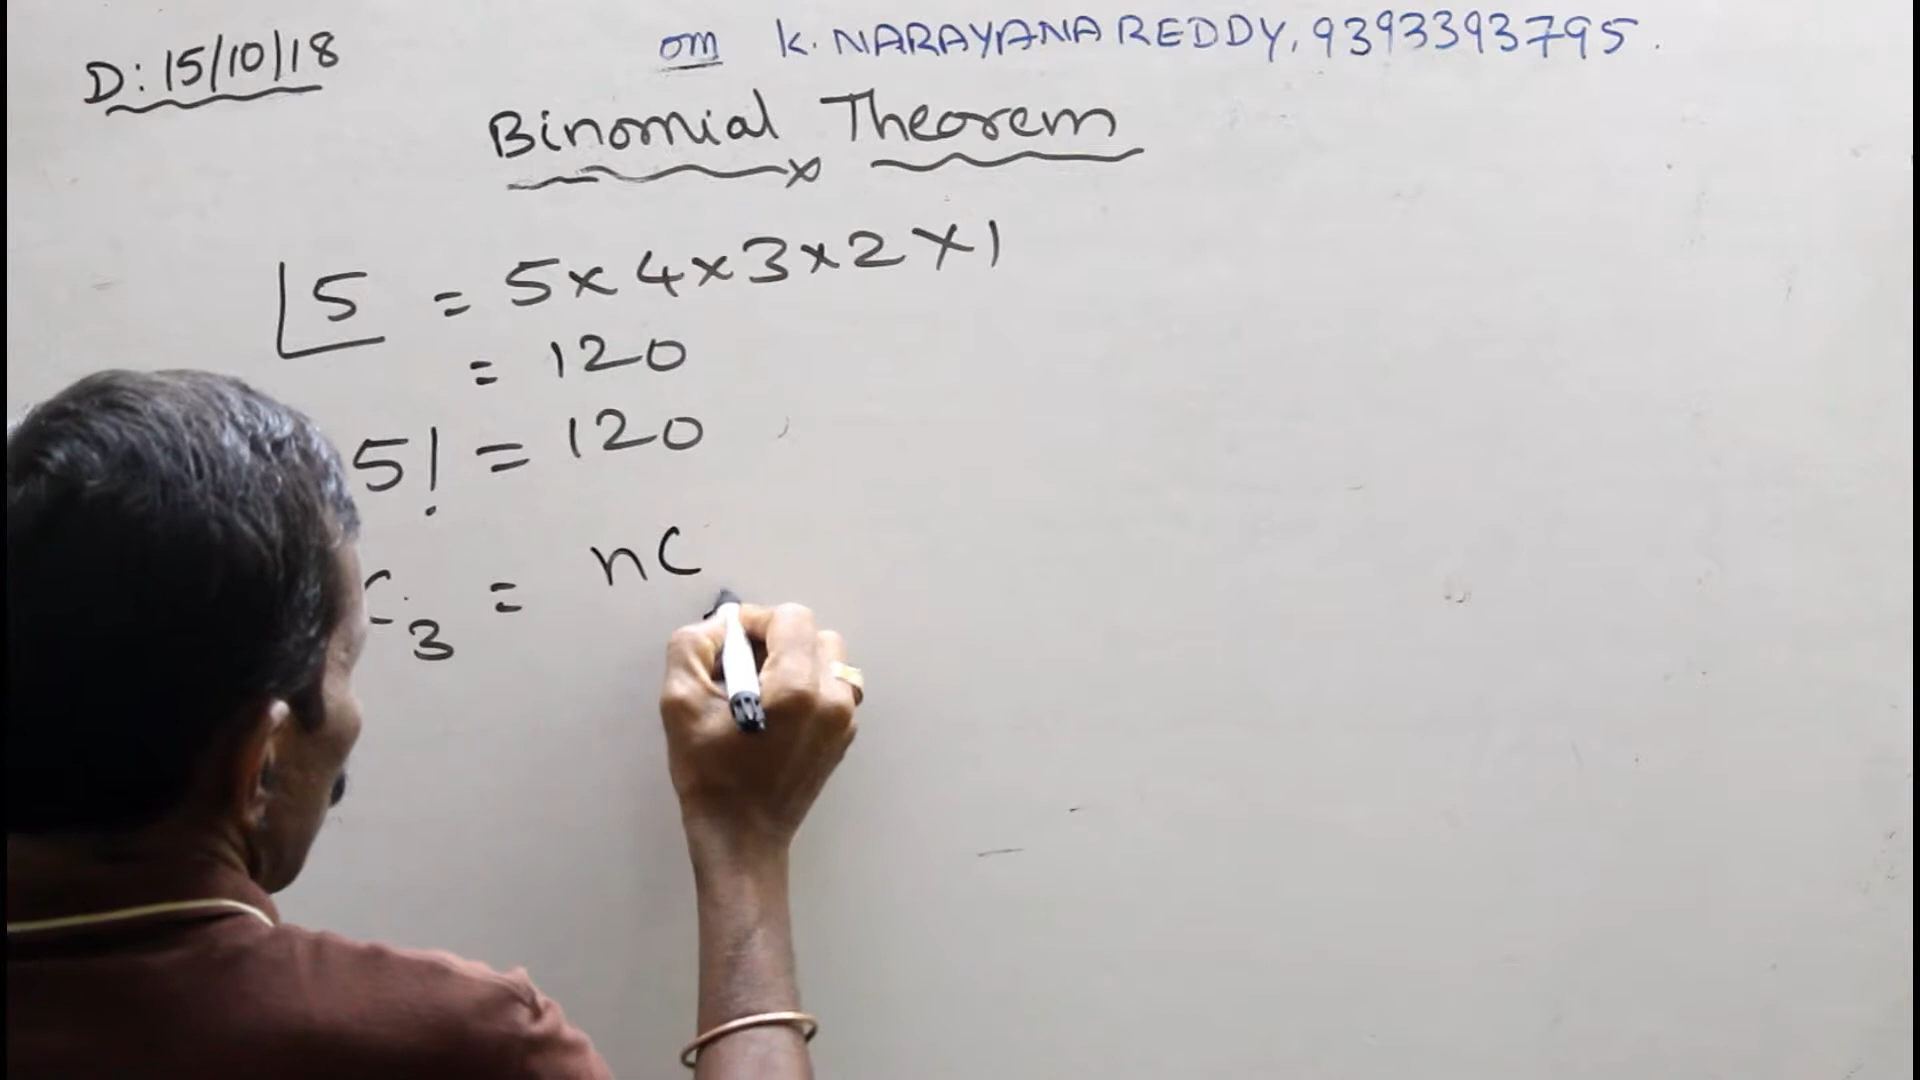 D: 15/10/18
om K. NARAYANA REDDY, 9393393795.
Binomial Theorem
⌊5 = 5×4×3×2×1
= 120
5! = 120
C3 = nC